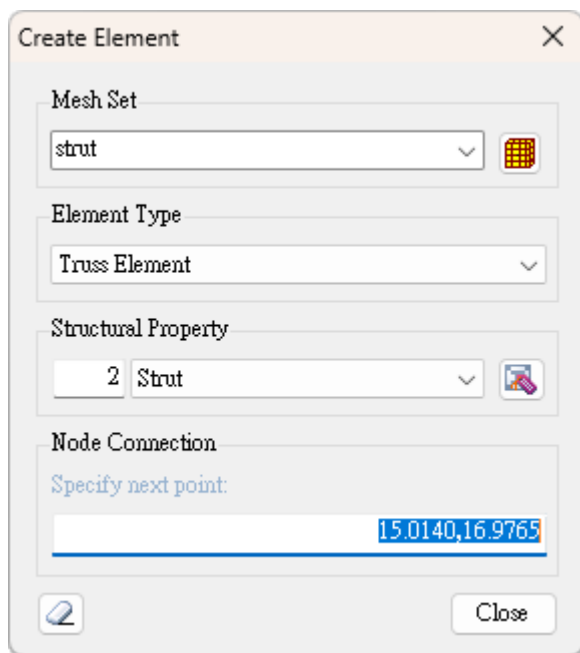 Create Element
Mesh Set
strut
Element Type
Truss Element
Structural Property
2 Strut
Node Connection
Specify next point:
15.0140,16.9765
Close